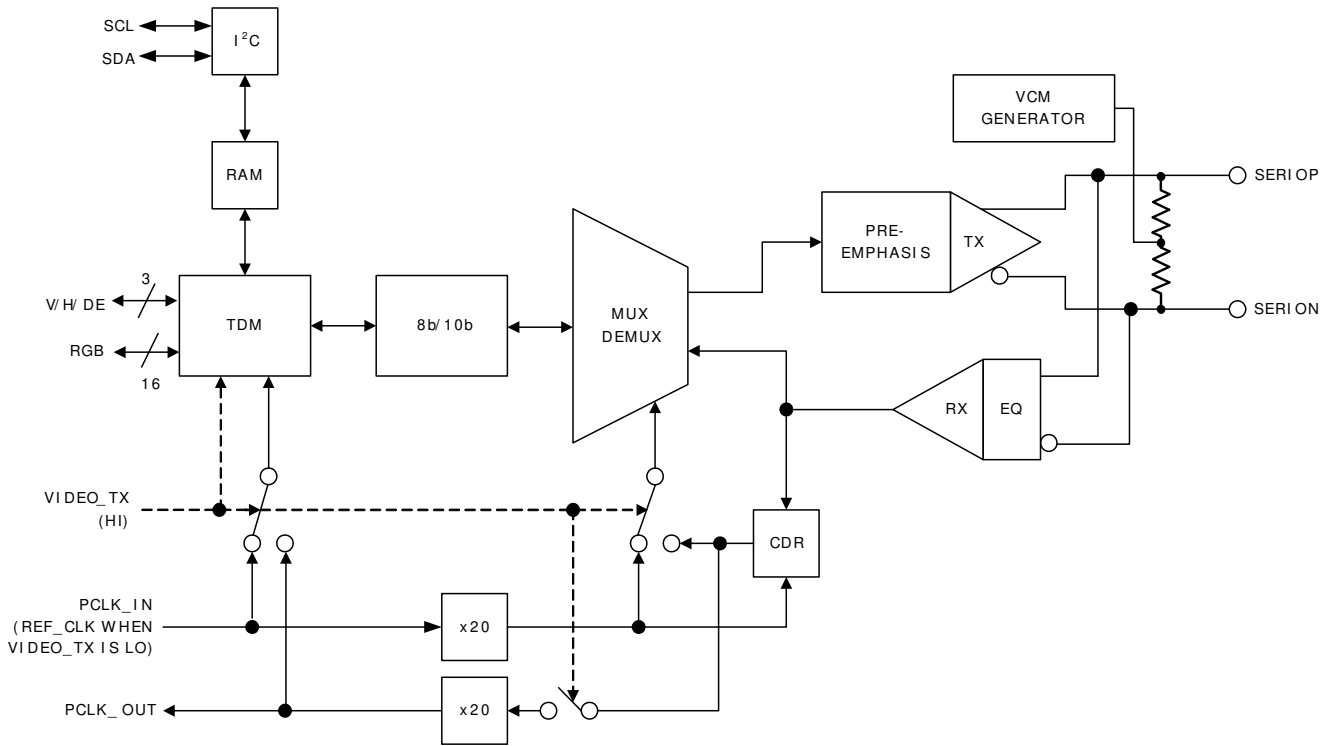 SCL
SDA
I²C
RAM
V/H/DE
3
RGB
16
TDM
8b/10b
MUX
DEMUX
VCM
GENERATOR
PRE-
EMPHASIS
TX
SERIOP
SERION
RX
EQ
VIDEO_TX
(HI)
CDR
PCLK_IN
(REF_CLK WHEN
VIDEO_TX IS LO)
x20
PCLK_OUT
x20